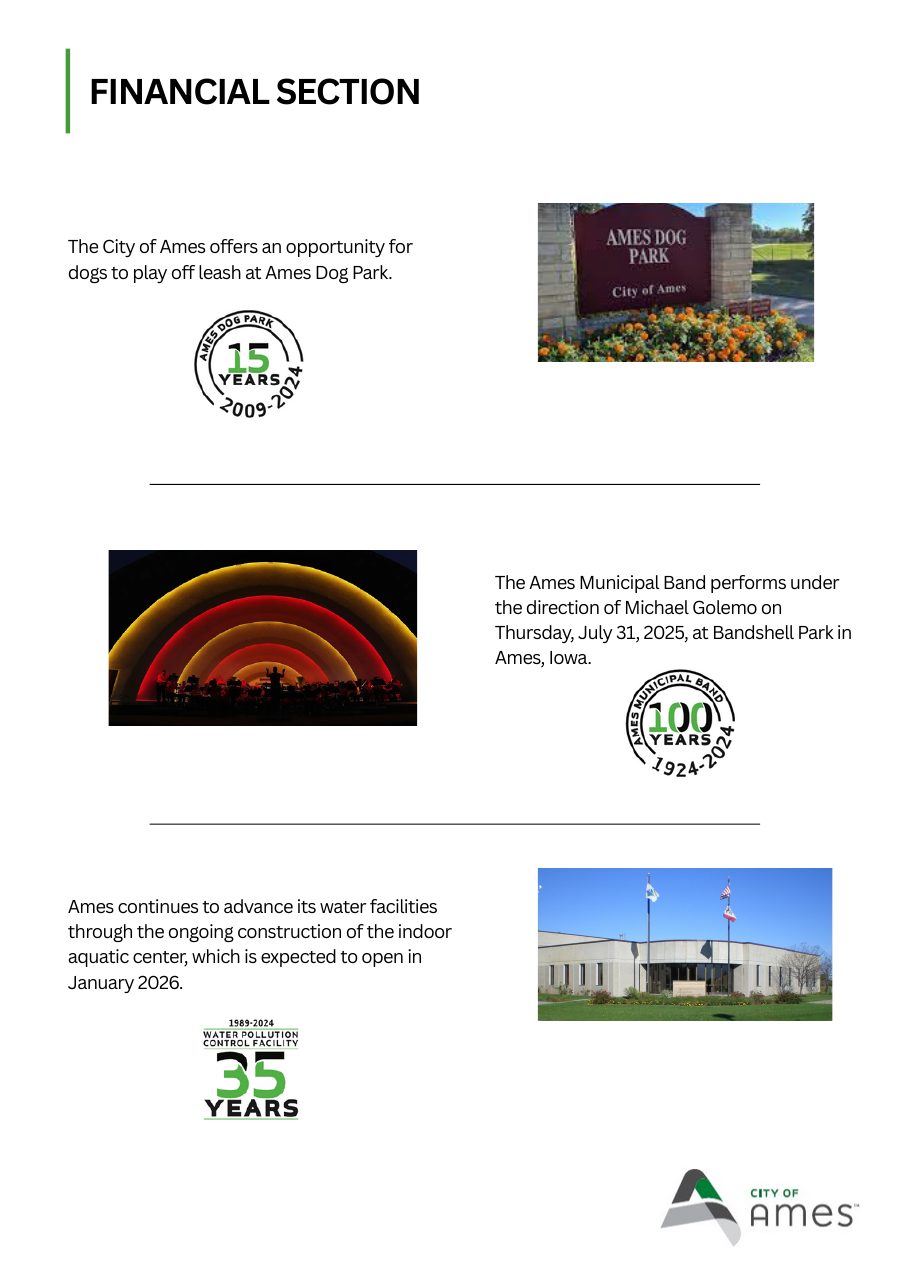 FINANCIAL SECTION
The City of Ames offers an opportunity for
dogs to play off leash at Ames Dog Park.
AMES DOG PARK
15
YEARS
2009-2024
AMES DOG
PARK
City of Ames
The Ames Municipal Band performs under
the direction of Michael Golemo on
Thursday, July 31, 2025, at Bandshell Park in
Ames, Iowa.
AMES MUNICIPAL BAND
100
YEARS
1924-2024
Ames continues to advance its water facilities
through the ongoing construction of the indoor
aquatic center, which is expected to open in
January 2026.
1989-2024
WATER POLLUTION
CONTROL FACILITY
35
YEARS
CITY OF
Ames™